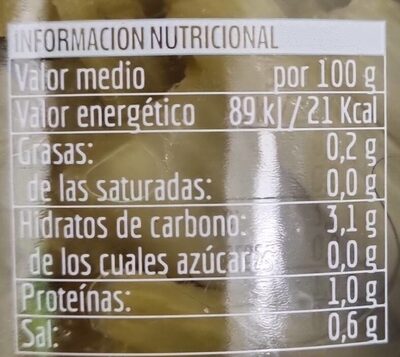 INFORMACION NUTRICIONAL
Valor medio por 100 g
Valor energético 89 kj / 21 Kcal
Grasas: 0,2 g
de las saturadas: 0,0 g
Hidratos de carbono: 3,1 g
de los cuales azúcares 0,0 g
Proteínas: 1,0 g
Sal: 0,6 g